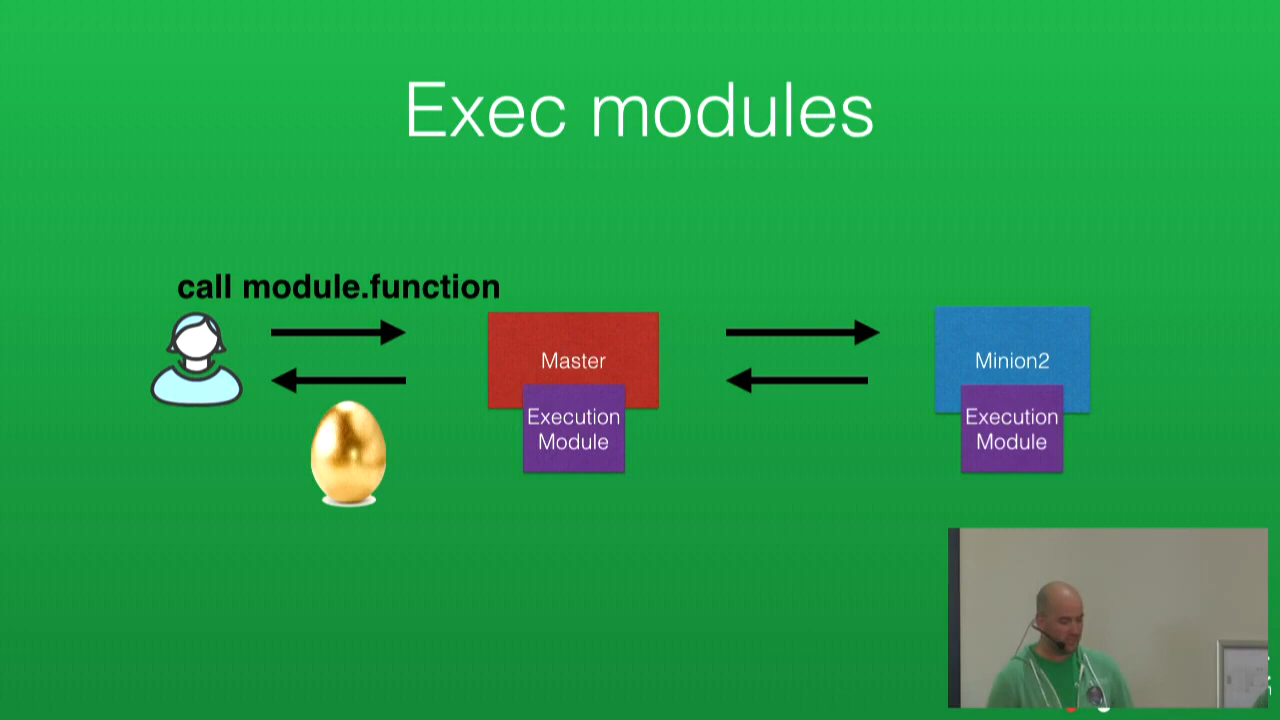 Exec modules
call module.function
Master
Execution
Module
Minion2
Execution
Module